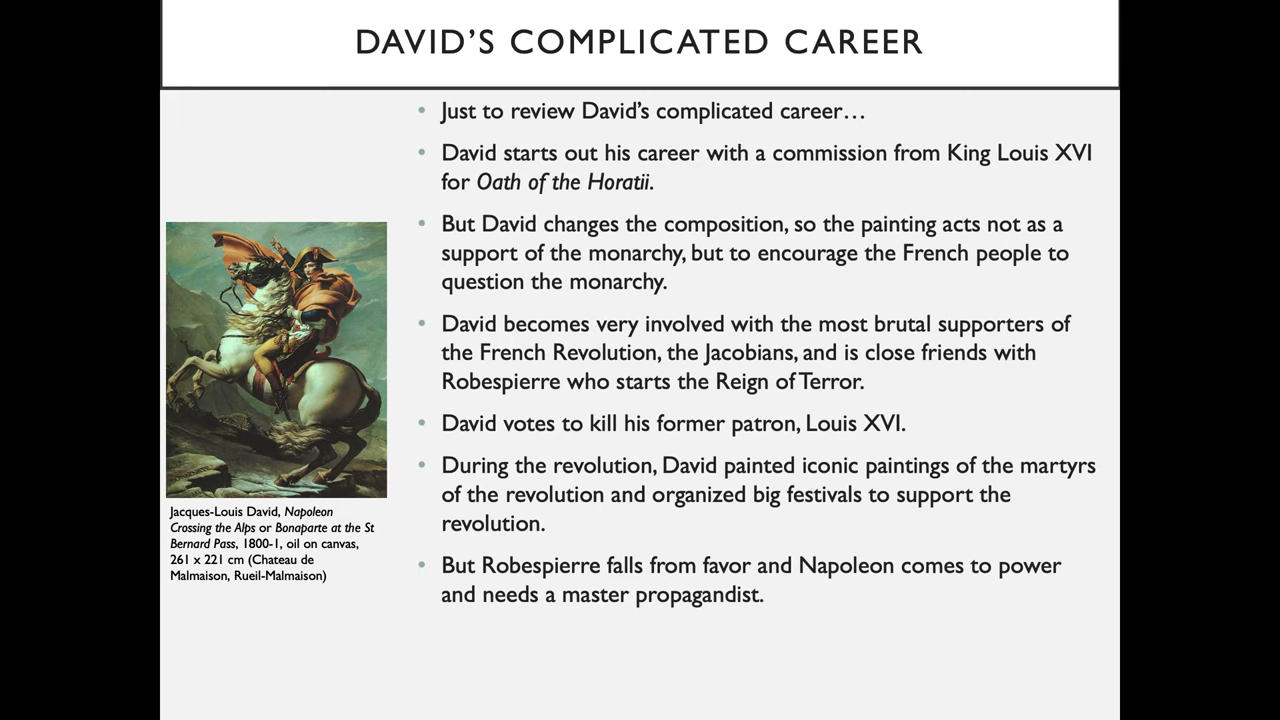 DAVID'S COMPLICATED CAREER
• Just to review David's complicated career…
• David starts out his career with a commission from King Louis XVI
for Oath of the Horatii.
• But David changes the composition, so the painting acts not as a
support of the monarchy, but to encourage the French people to
question the monarchy.
• David becomes very involved with the most brutal supporters of
the French Revolution, the Jacobians, and is close friends with
Robespierre who starts the Reign of Terror.
• David votes to kill his former patron, Louis XVI.
• During the revolution, David painted iconic paintings of the martyrs
of the revolution and organized big festivals to support the
revolution.
• But Robespierre falls from favor and Napoleon comes to power
and needs a master propagandist.
Jacques-Louis David, Napoleon
Crossing the Alps or Bonaparte at the St
Bernard Pass, 1800-1, oil on canvas,
261 x 221 cm (Chateau de
Malmaison, Rueil-Malmaison)